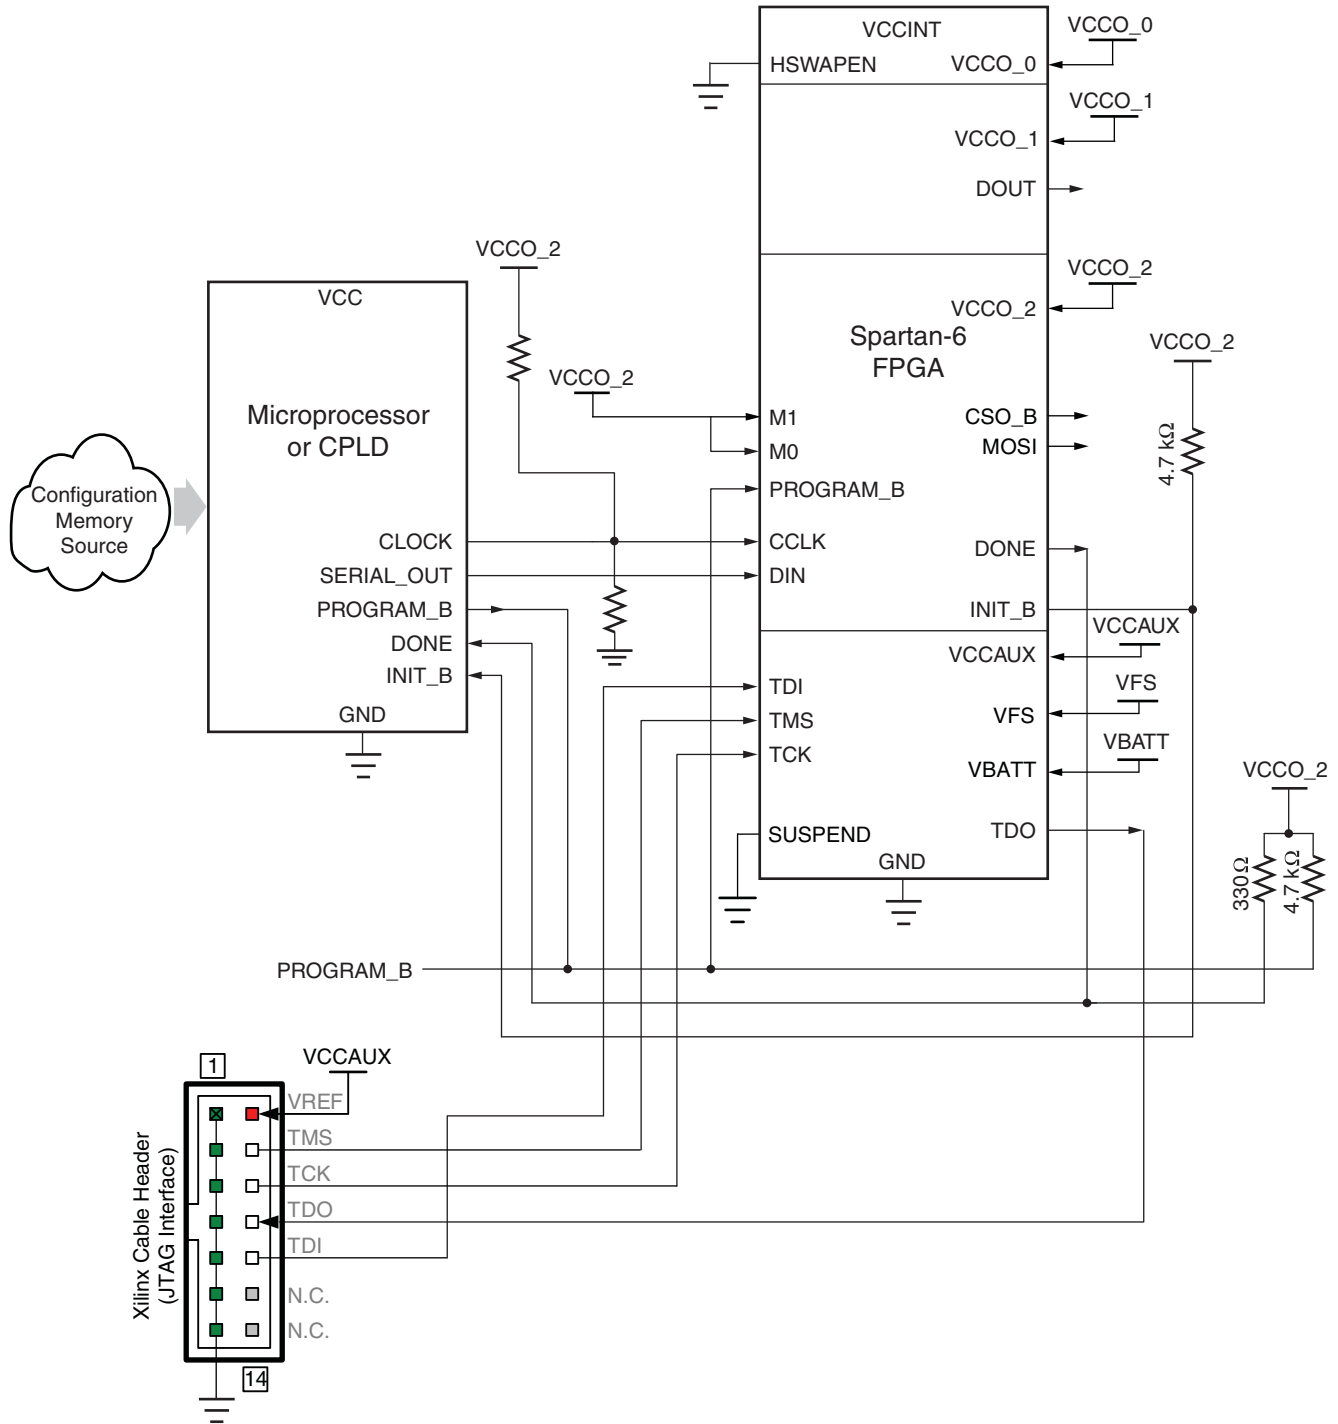 VCCINT
HSWAPEN
VCCO_0
VCCO_0
VCCO_1
VCCO_1
DOUT
VCCO_2
VCCO_2
VCCO_2
Spartan-6
FPGA
VCCO_2
VCCO_2
4.7 kΩ
M1
M0
PROGRAM_B
CCLK
DIN
CSO_B
MOSI
DONE
INIT_B
VCC
Microprocessor
or CPLD
Configuration
Memory
Source
CLOCK
SERIAL_OUT
PROGRAM_B
DONE
INIT_B
GND
TDI
TMS
TCK
SUSPEND
GND
VCCAUX
VCCAUX
VFS
VFS
VBATT
VBATT
TDO
VCCO_2
330Ω
4.7 kΩ
PROGRAM_B
1
VCCAUX
VREF
TMS
TCK
TDO
TDI
N.C.
N.C.
14
Xilinx Cable Header
(JTAG Interface)